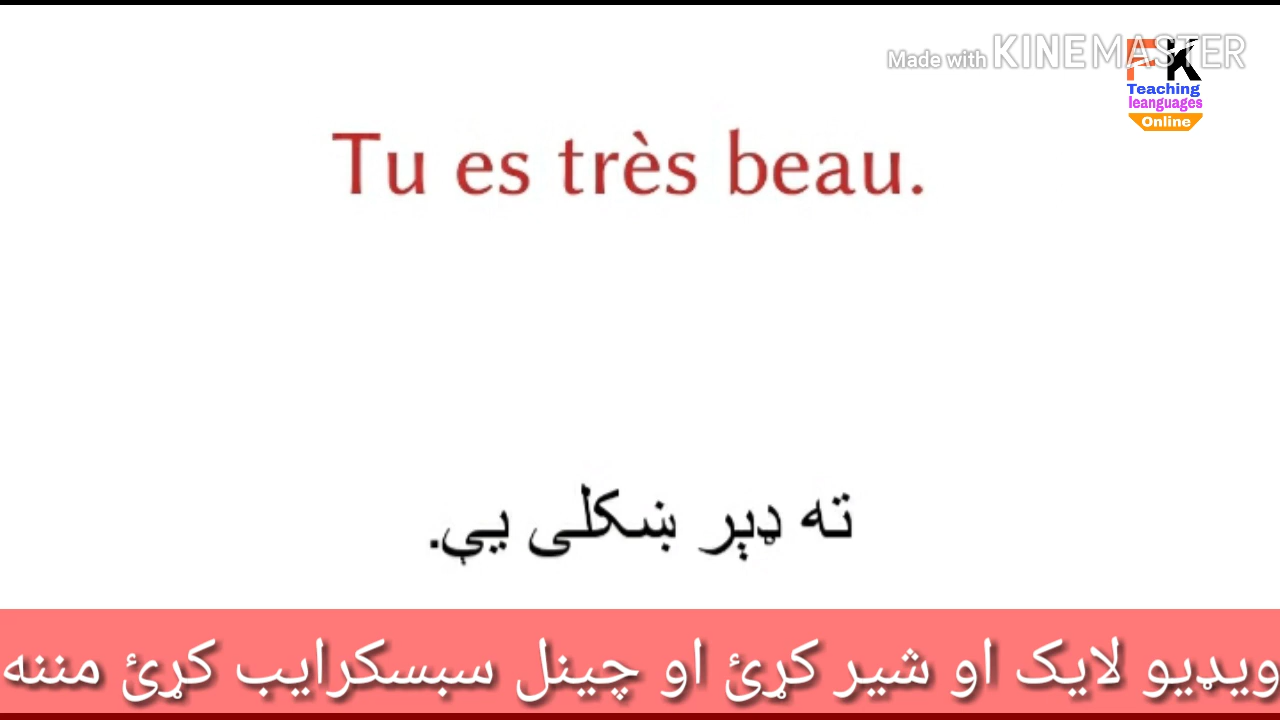 Made with KINEMASTER
FK
Teaching
leanguages
Online
Tu es très beau.
ته ډېر ښکلی یې.
ویډیو لایک او شیر کړئ او چینل سبسکرایب کړئ مننه